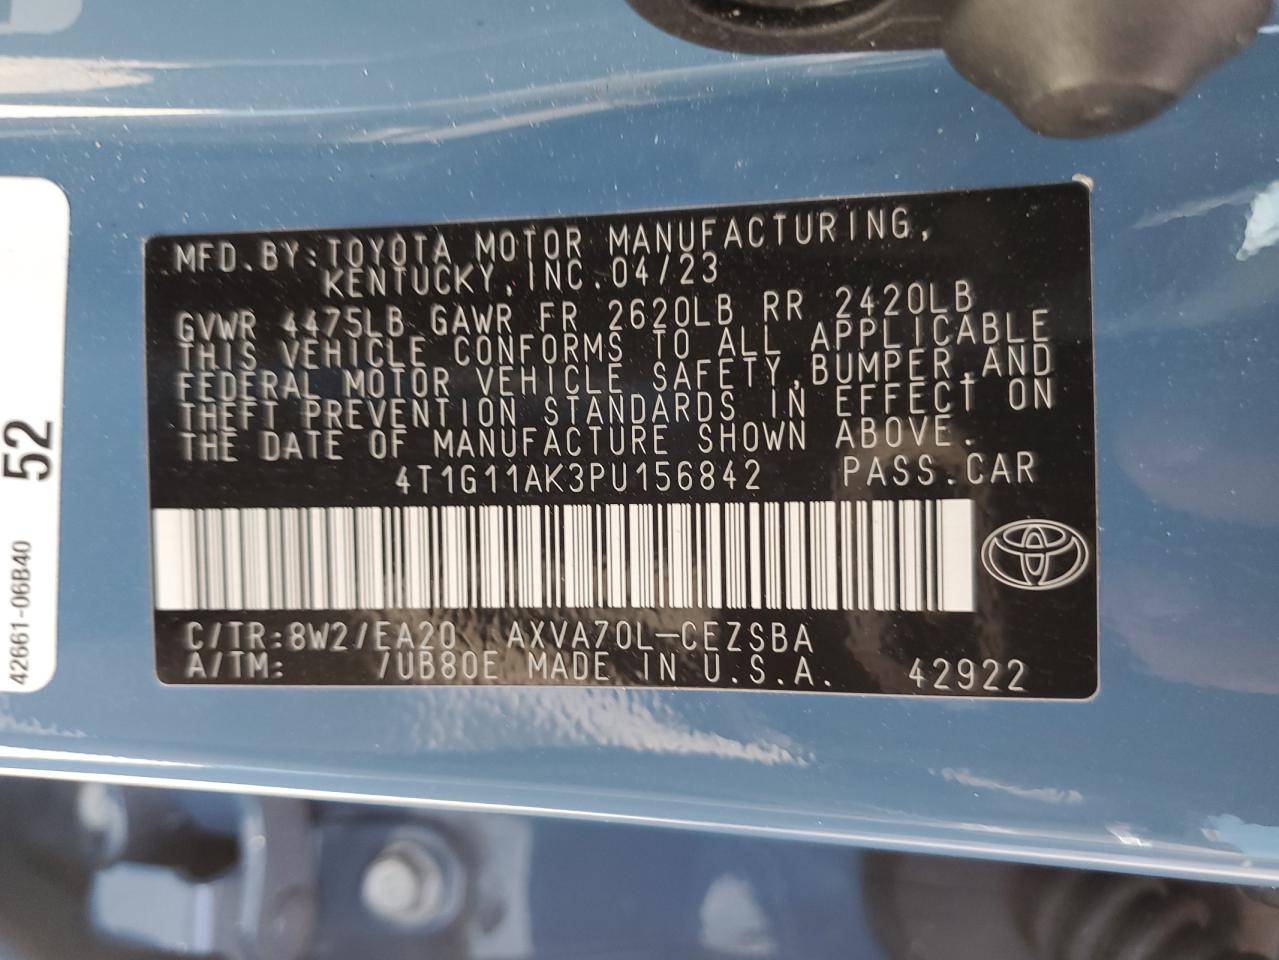 MFD.BY:TOYOTA MOTOR MANUFACTURING,
KENTUCKY,INC.04/23
GVWR 4475LB GAWR FR 2620LB RR 2420LB
THIS VEHICLE CONFORMS TO ALL APPLICABLE
FEDERAL MOTOR VEHICLE SAFETY,BUMPER,AND
THEFT PREVENTION STANDARDS IN EFFECT ON
THE DATE OF MANUFACTURE SHOWN ABOVE.
4T1G11AK3PU156842 PASS.CAR
C/TR:8W2/EA20 AXVA70L-CEZSBA
A/TM: /UB80E MADE IN U.S.A. 42922
52
42661-06B40